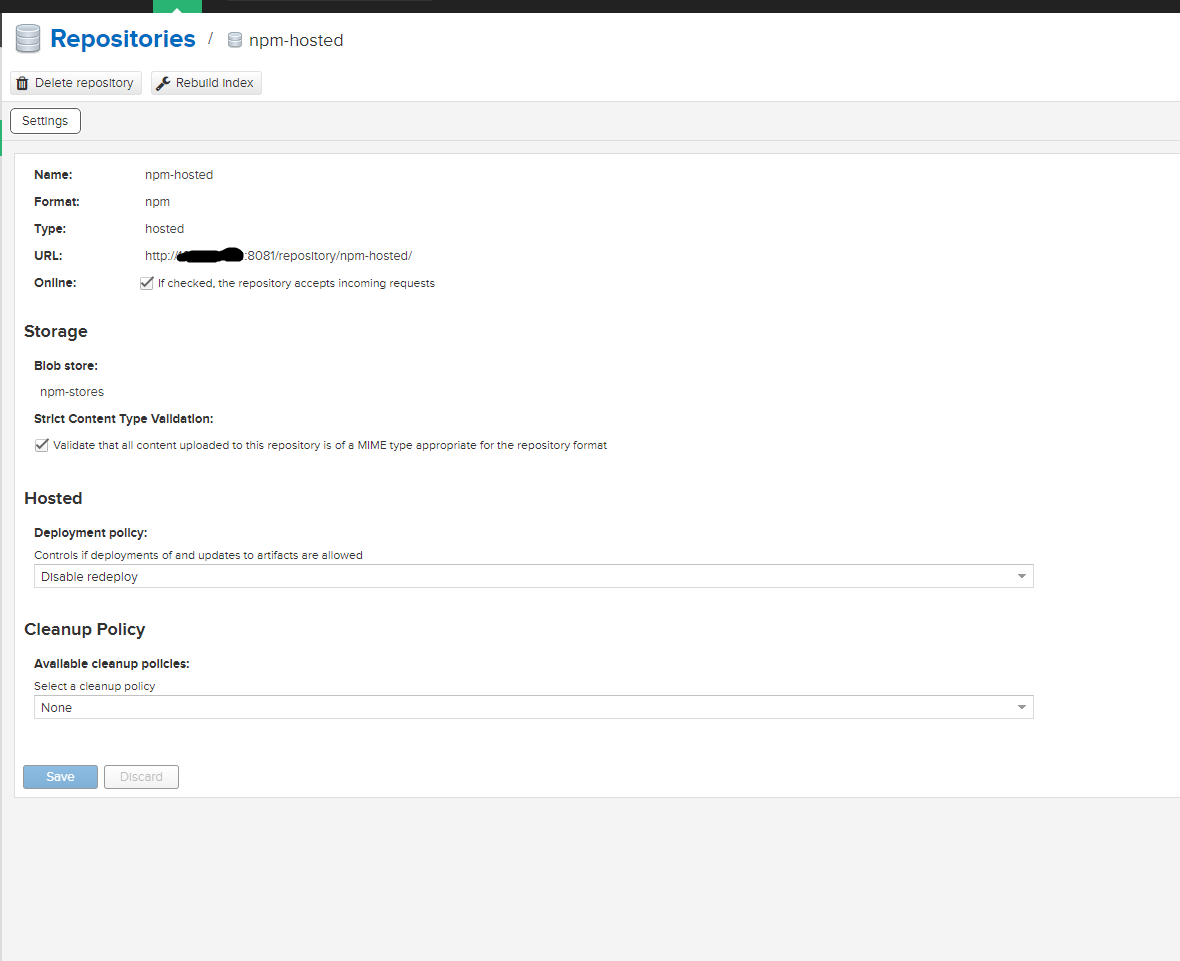 Repositories / npm-hosted
Delete repository Rebuild index
Settings
Name: npm-hosted
Format: npm
Type: hosted
URL: http:// :8081/repository/npm-hosted/
Online: If checked, the repository accepts incoming requests
Storage
Blob store:
npm-stores
Strict Content Type Validation:
Validate that all content uploaded to this repository is of a MIME type appropriate for the repository format
Hosted
Deployment policy:
Controls if deployments of and updates to artifacts are allowed
Disable redeploy
Cleanup Policy
Available cleanup policies:
Select a cleanup policy
None
Save Discard